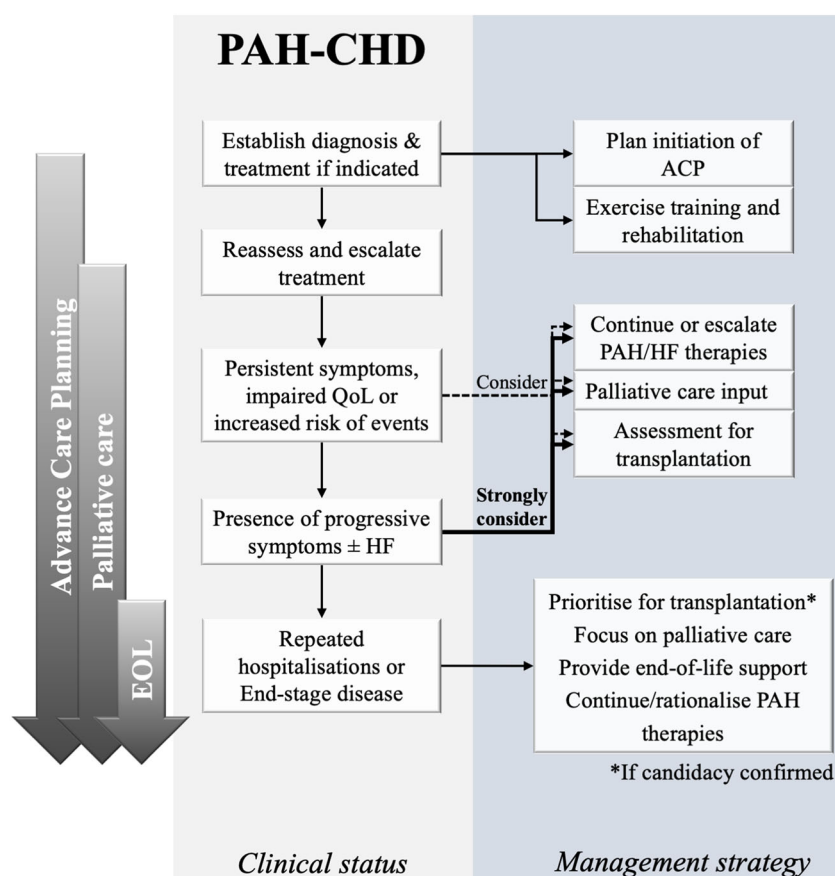 PAH-CHD
Establish diagnosis &
treatment if indicated
Plan initiation of
ACP
Exercise training and
rehabilitation
Reassess and escalate
treatment
Persistent symptoms,
impaired QoL or
increased risk of events
Consider
Continue or escalate
PAH/HF therapies
Palliative care input
Assessment for
transplantation
Presence of progressive
symptoms ± HF
Strongly
consider
Repeated
hospitalisations or
End-stage disease
Prioritise for transplantation*
Focus on palliative care
Provide end-of-life support
Continue/rationalise PAH
therapies
*If candidacy confirmed
Advance Care Planning
Palliative care
EOL
Clinical status
Management strategy